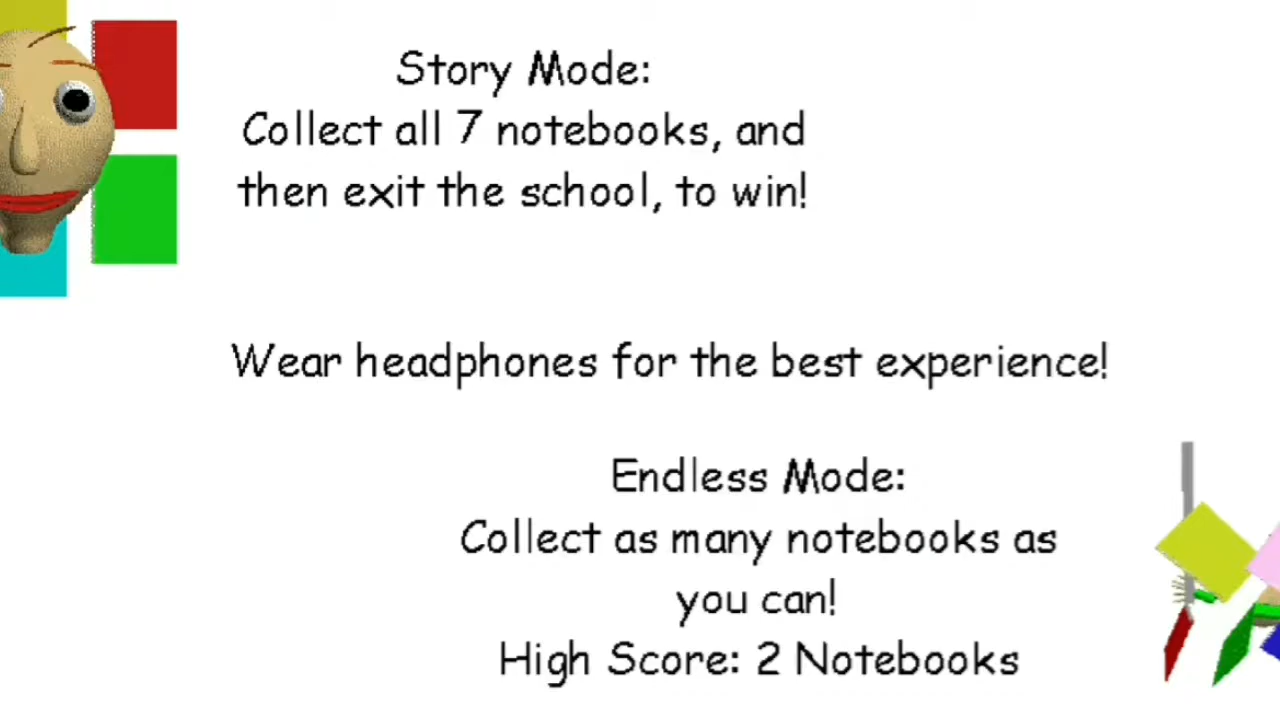 Story Mode:
Collect all 7 notebooks, and
then exit the school, to win!
Wear headphones for the best experience!
Endless Mode:
Collect as many notebooks as
you can!
High Score: 2 Notebooks